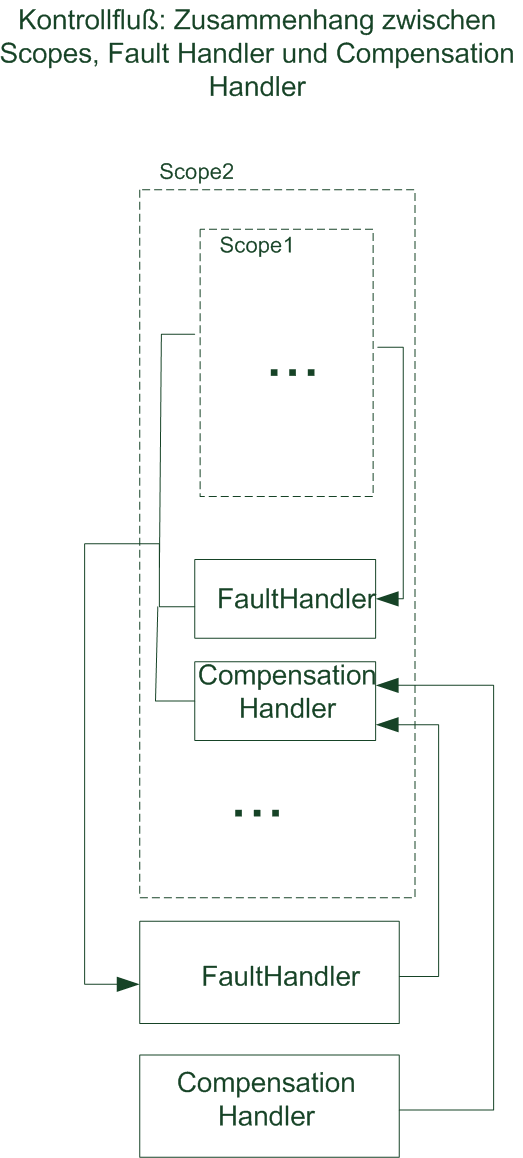 Kontrollfluß: Zusammenhang zwischen
Scopes, Fault Handler und Compensation
Handler
Scope2
Scope1
...
FaultHandler
Compensation
Handler
...
FaultHandler
Compensation
Handler